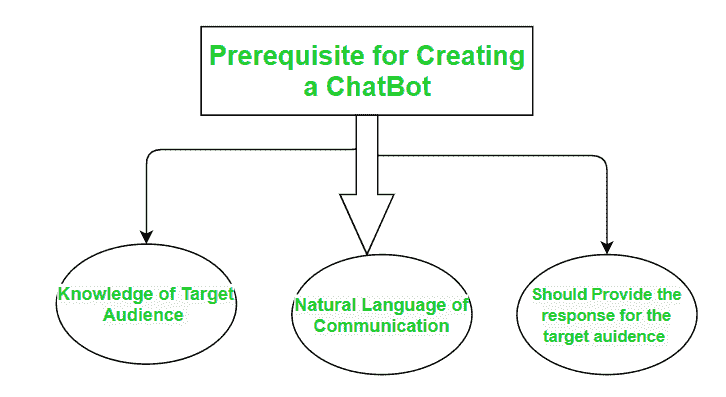 Prerequisite for Creating
a ChatBot
Knowledge of Target
Audience
Natural Language of
Communication
Should Provide the
response for the
target auidence